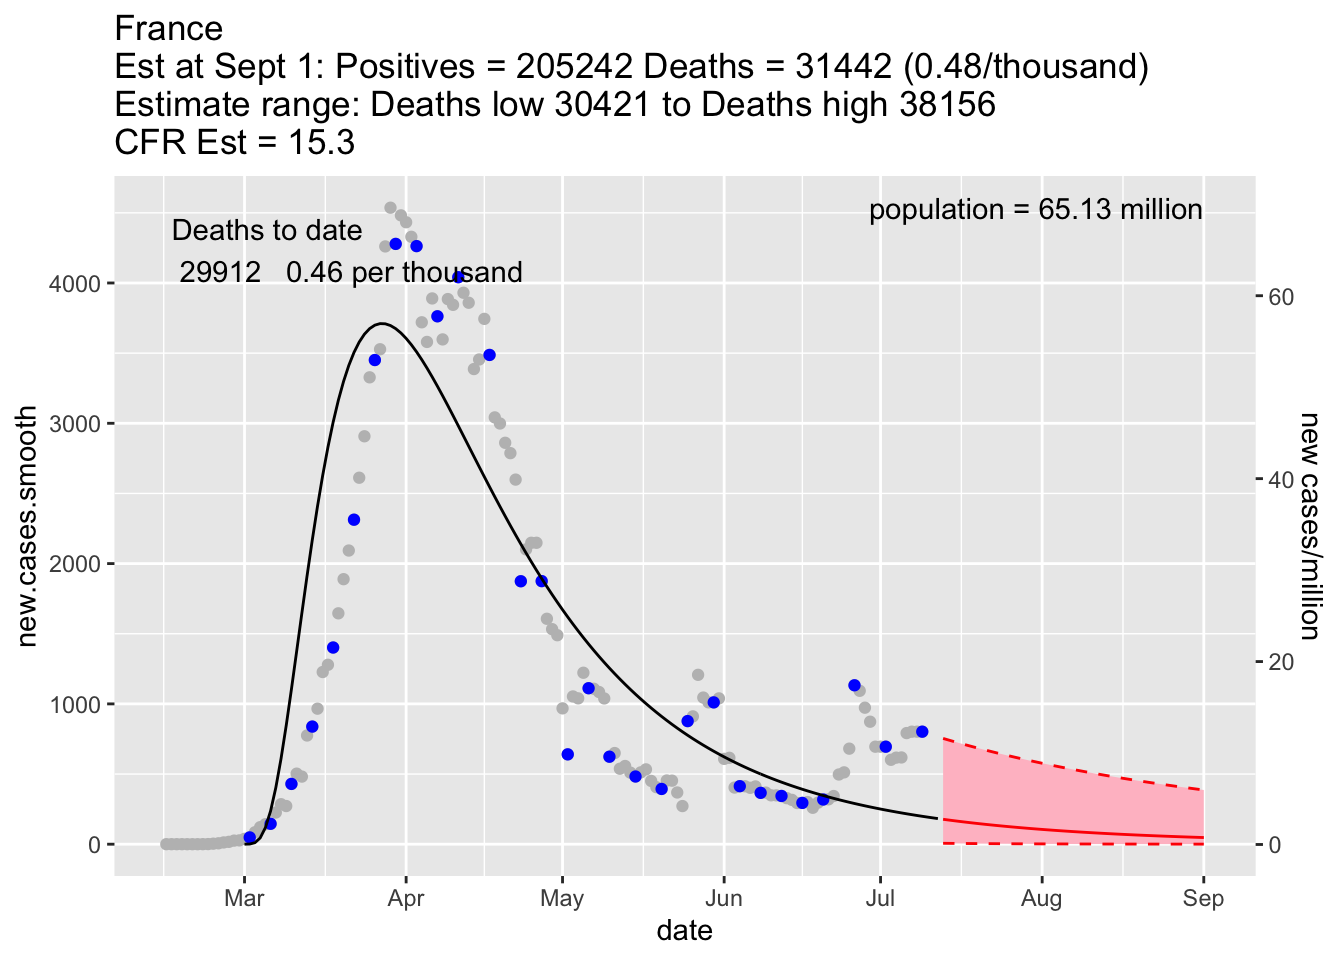 France
Est at Sept 1: Positives = 205242 Deaths = 31442 (0.48/thousand)
Estimate range: Deaths low 30421 to Deaths high 38156
CFR Est = 15.3
population = 65.13 million
Deaths to date
29912 0.46 per thousand
4000
3000
2000
1000
0
new.cases.smooth
60
40
20
0
new cases/million
Mar Apr May Jun Jul Aug Sep
date